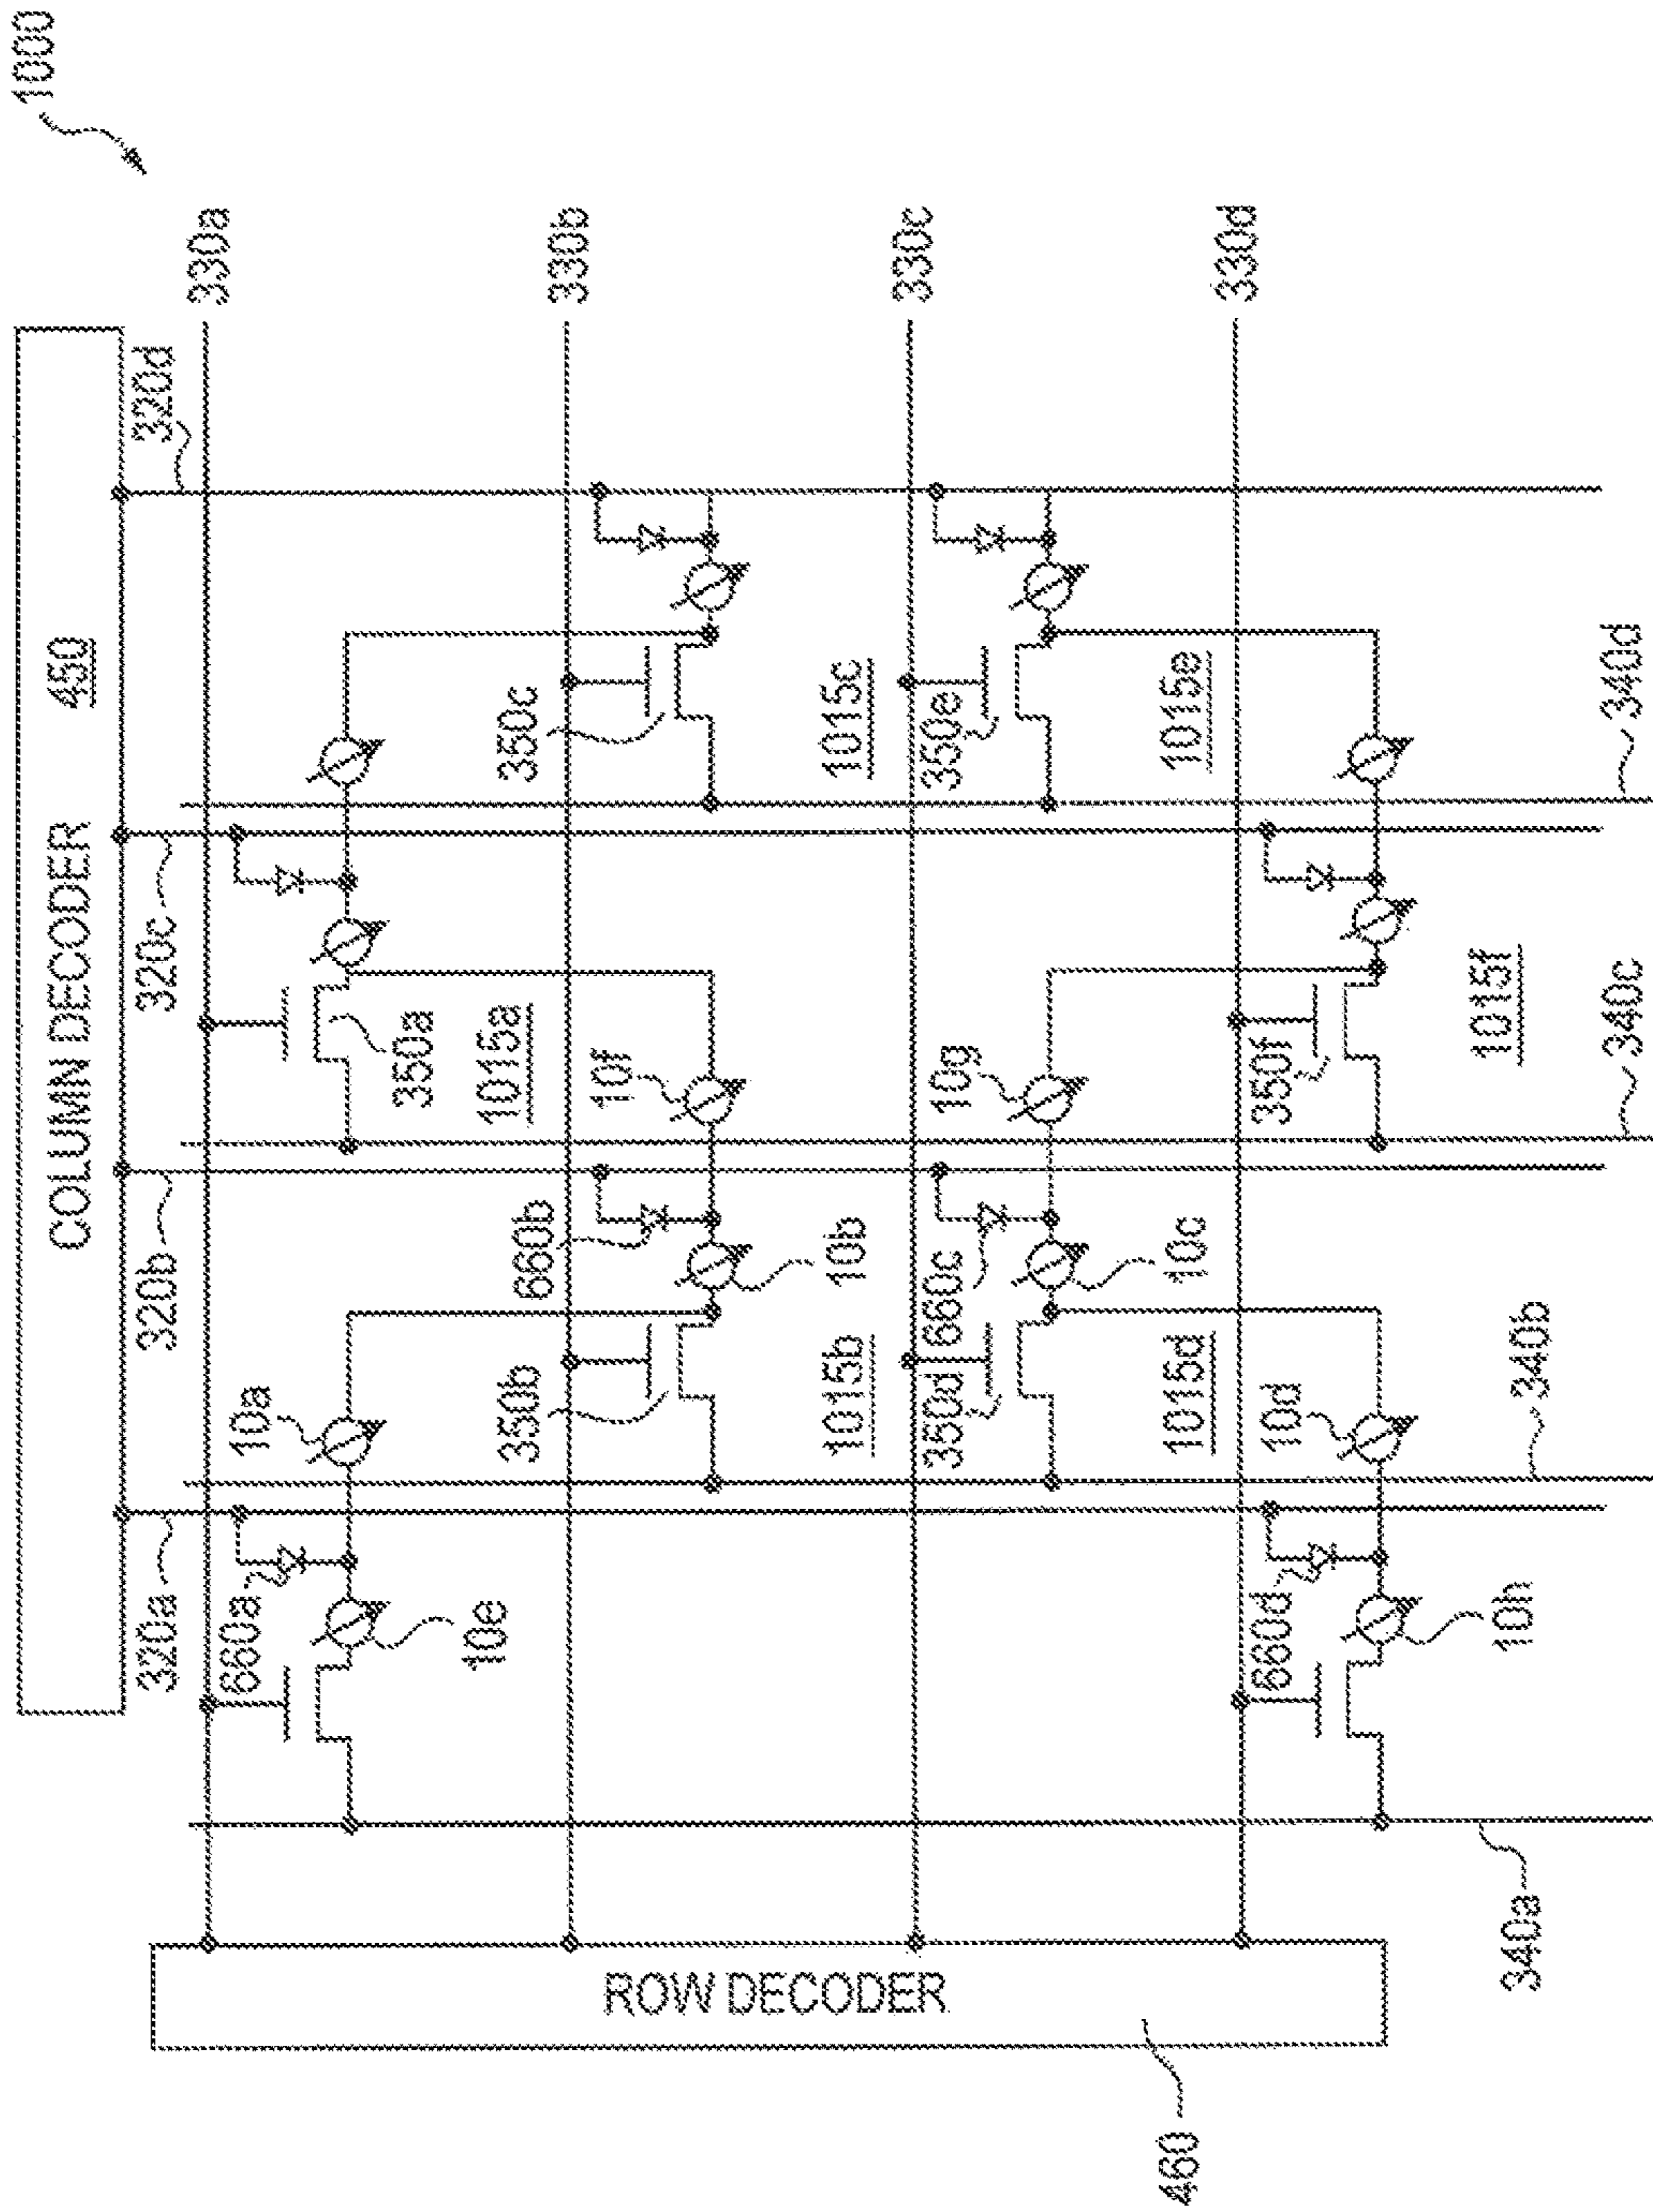 1000
COLUMN DECODER 450
320a
320b
320c
320d
330a
660a
10a
10e
350a
1015a
330b
660b
10f
350b
10b
350c
1015b
1015c
330c
660c
10g
350d
10c
350e
1015d
1015e
330d
660d
10d
10h
350f
1015f
340a
340b
340c
340d
ROW DECODER
460